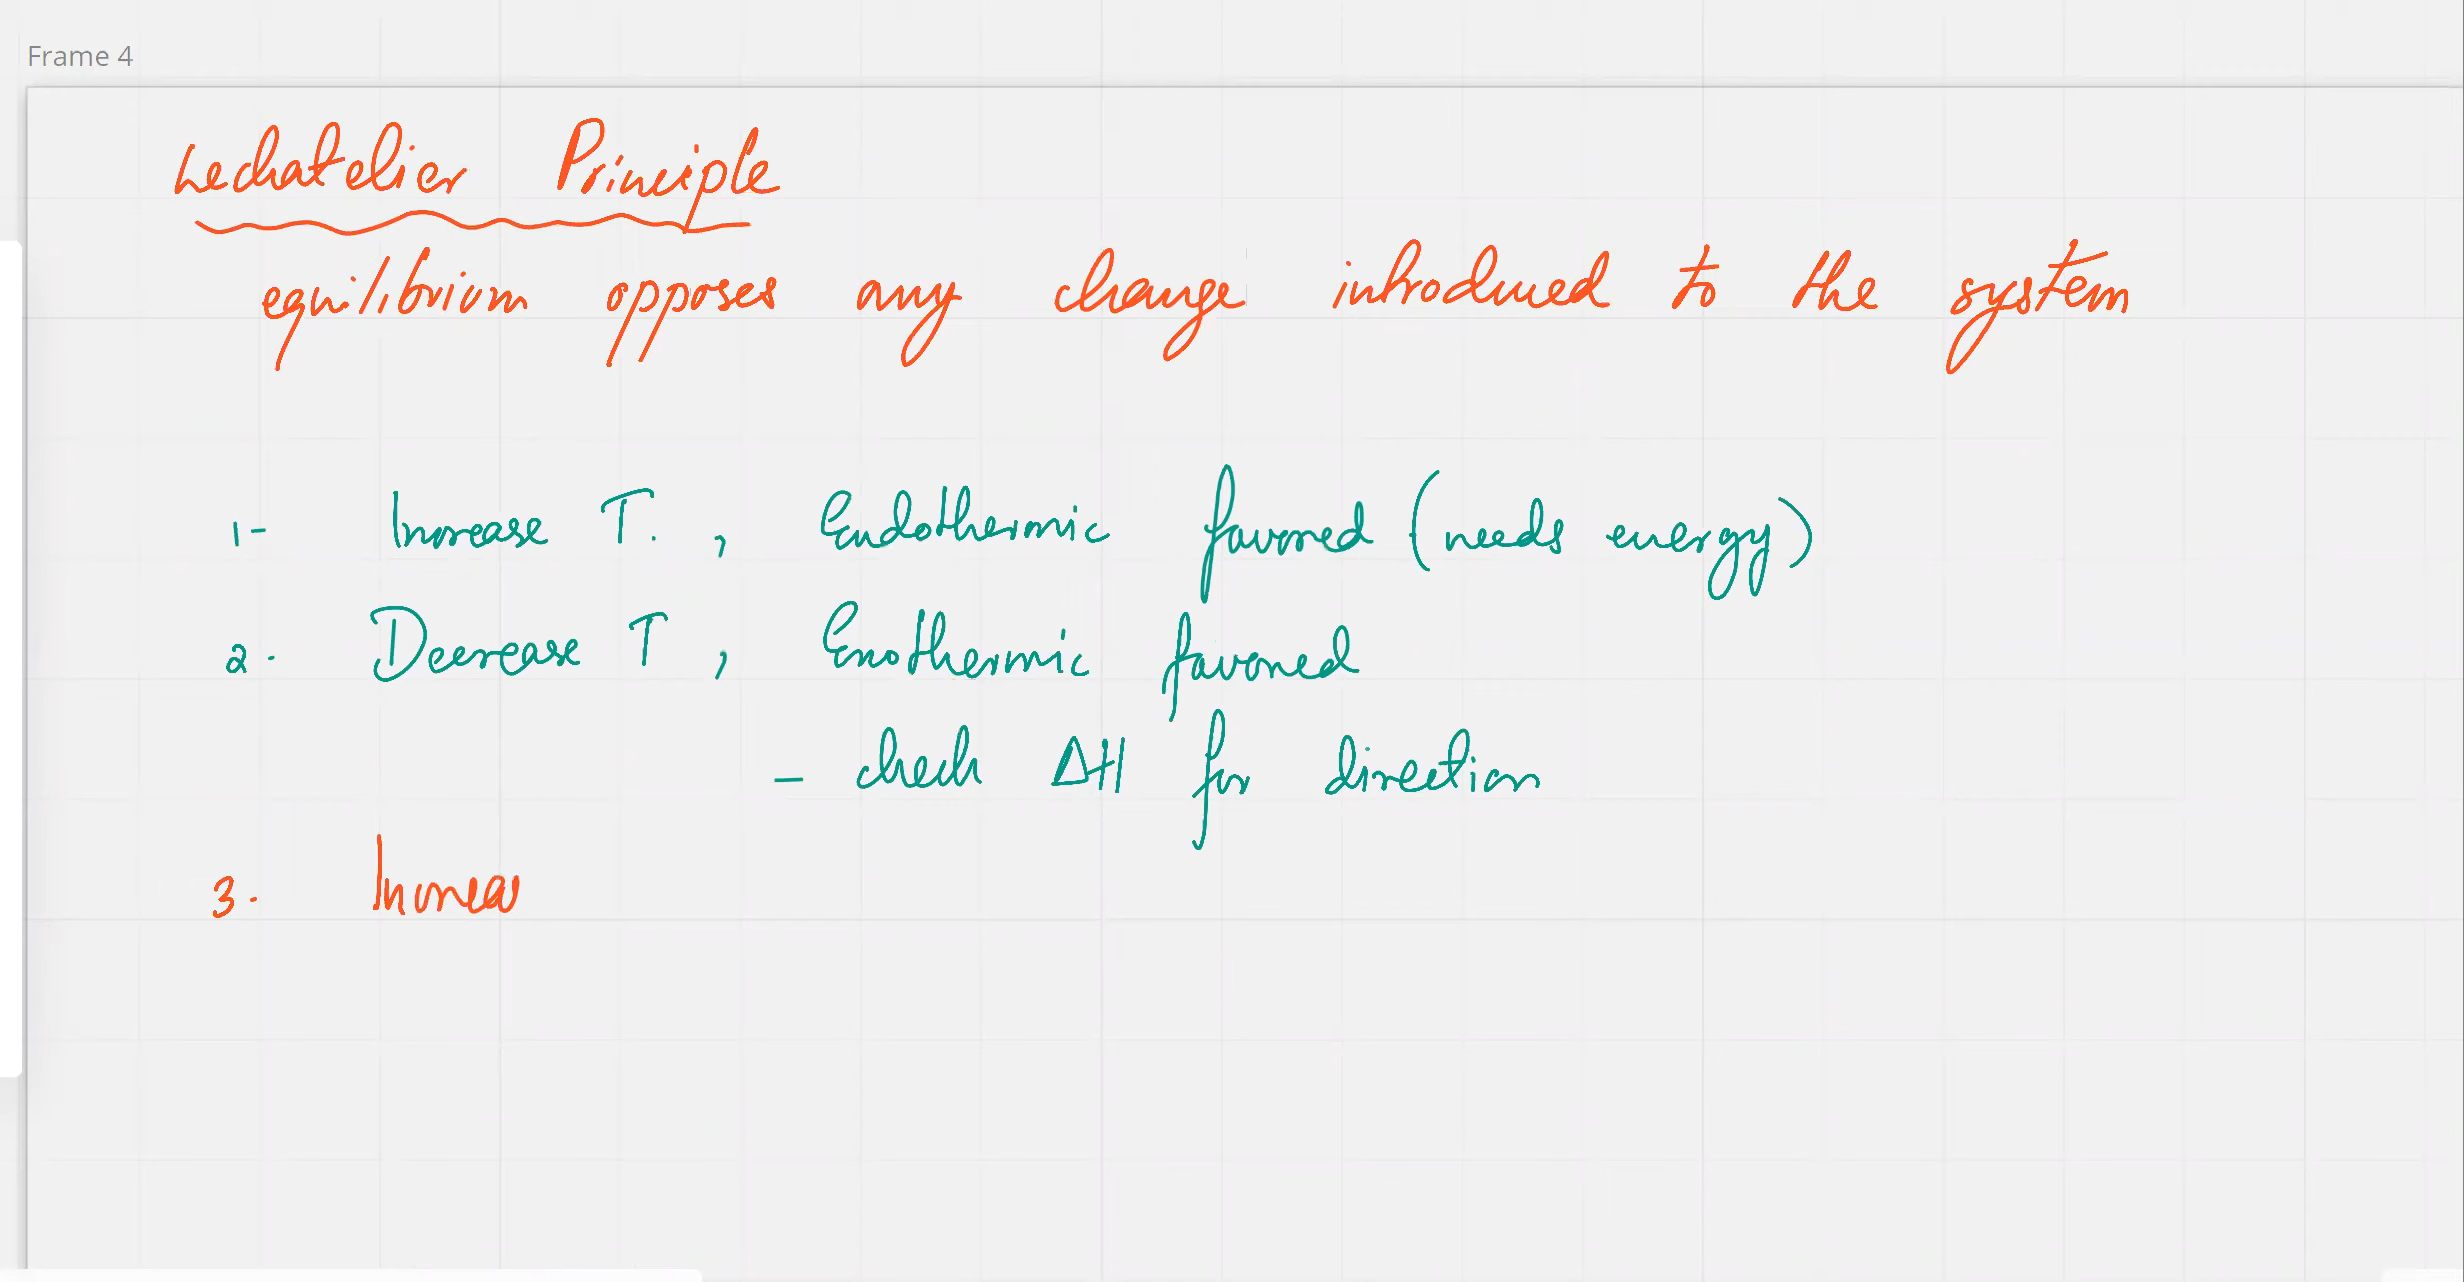 Frame 4
Lechatelier Principle
equilibrium opposes any change introduced to the system
1- Increase T. , Endothermic favored (needs energy)
2. Decrease T , Exothermic favored
- check ΔH for direction
3. Increas